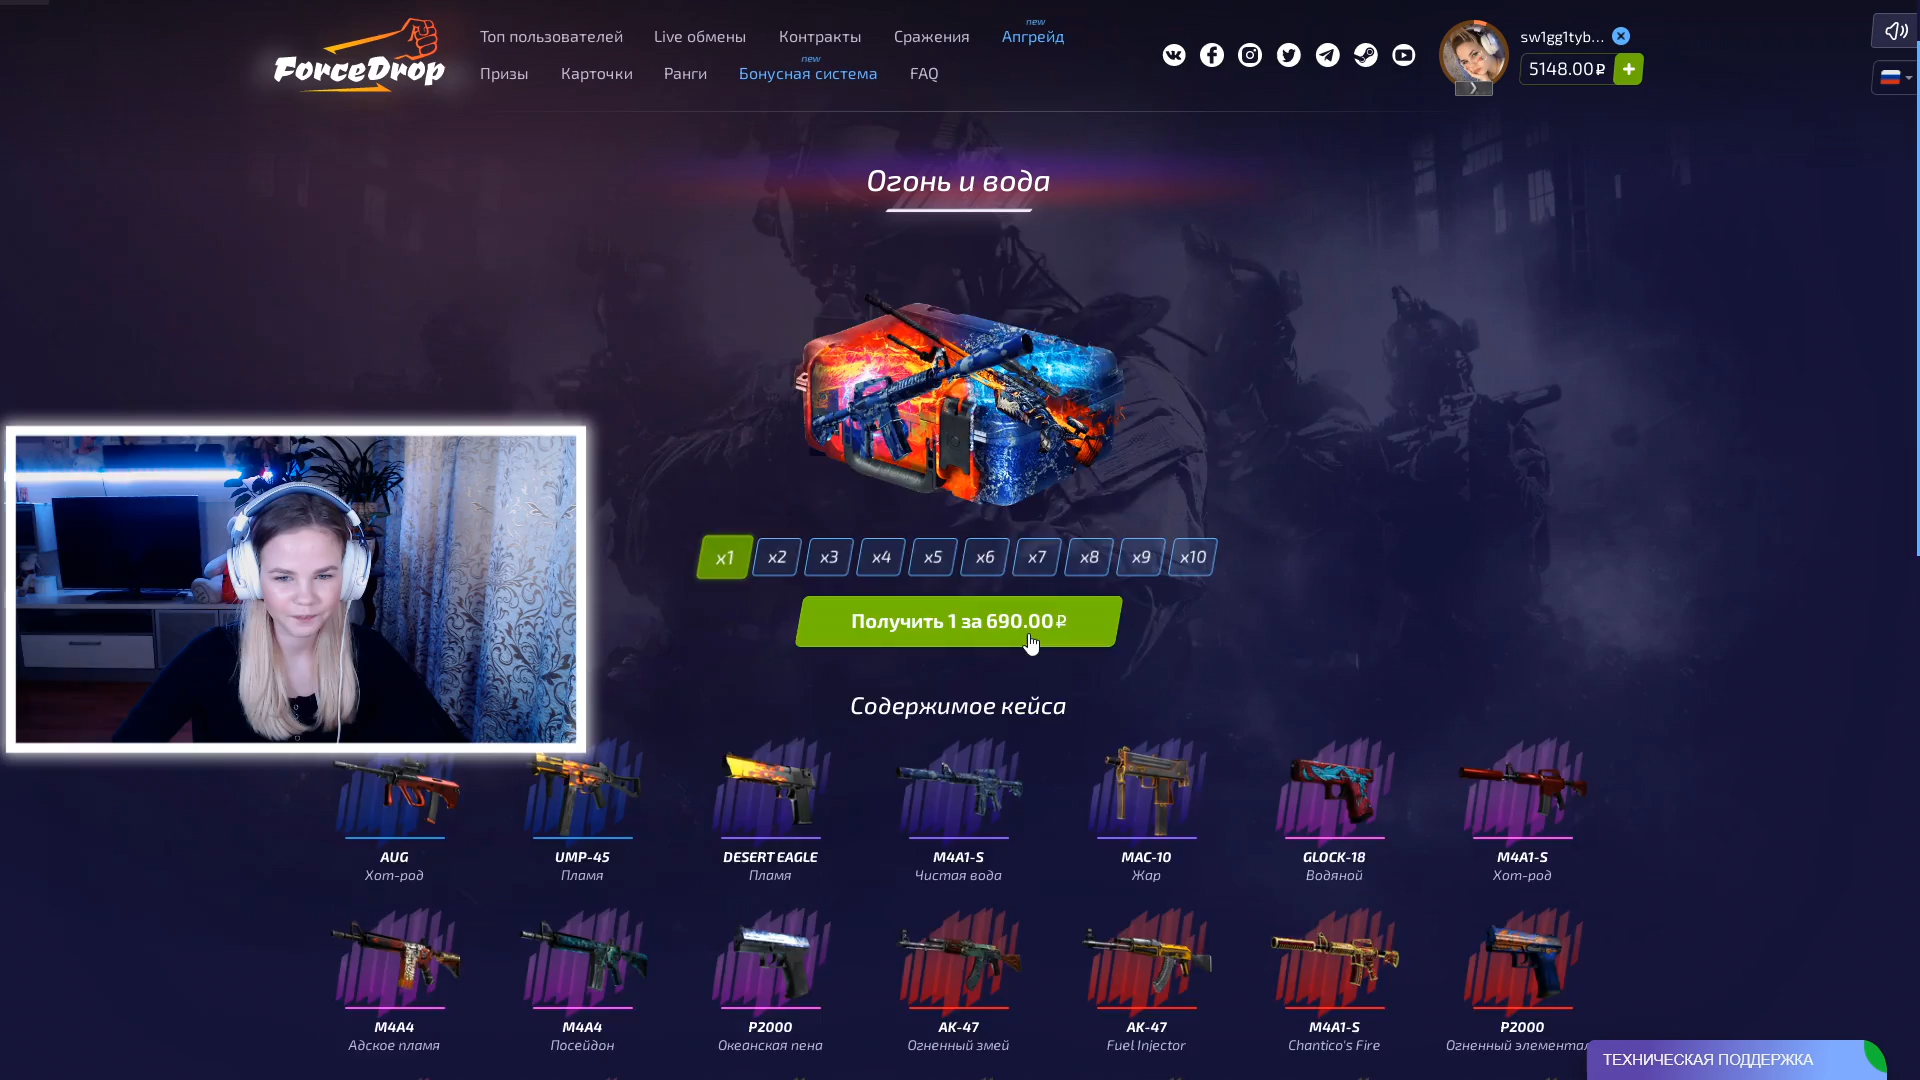 ForceDrop
Топ пользователей
Live обмены
Контракты
Сражения
new
Апгрейд
Призы
Карточки
Ранги
new
Бонусная система
FAQ
sw1gg1tyb...
5148.00₽
Огонь и вода
x1 x2 x3 x4 x5 x6 x7 x8 x9 x10
Получить 1 за 690.00₽
Содержимое кейса
AUG
Хот-род
UMP-45
Пламя
DESERT EAGLE
Пламя
M4A1-S
Чистая вода
MAC-10
Жар
GLOCK-18
Водяной
M4A1-S
Хот-род
M4A4
Адское пламя
M4A4
Посейдон
P2000
Океанская пена
AK-47
Огненный змей
AK-47
Fuel Injector
M4A1-S
Chantico's Fire
P2000
Огненный элементал
ТЕХНИЧЕСКАЯ ПОДДЕРЖКА